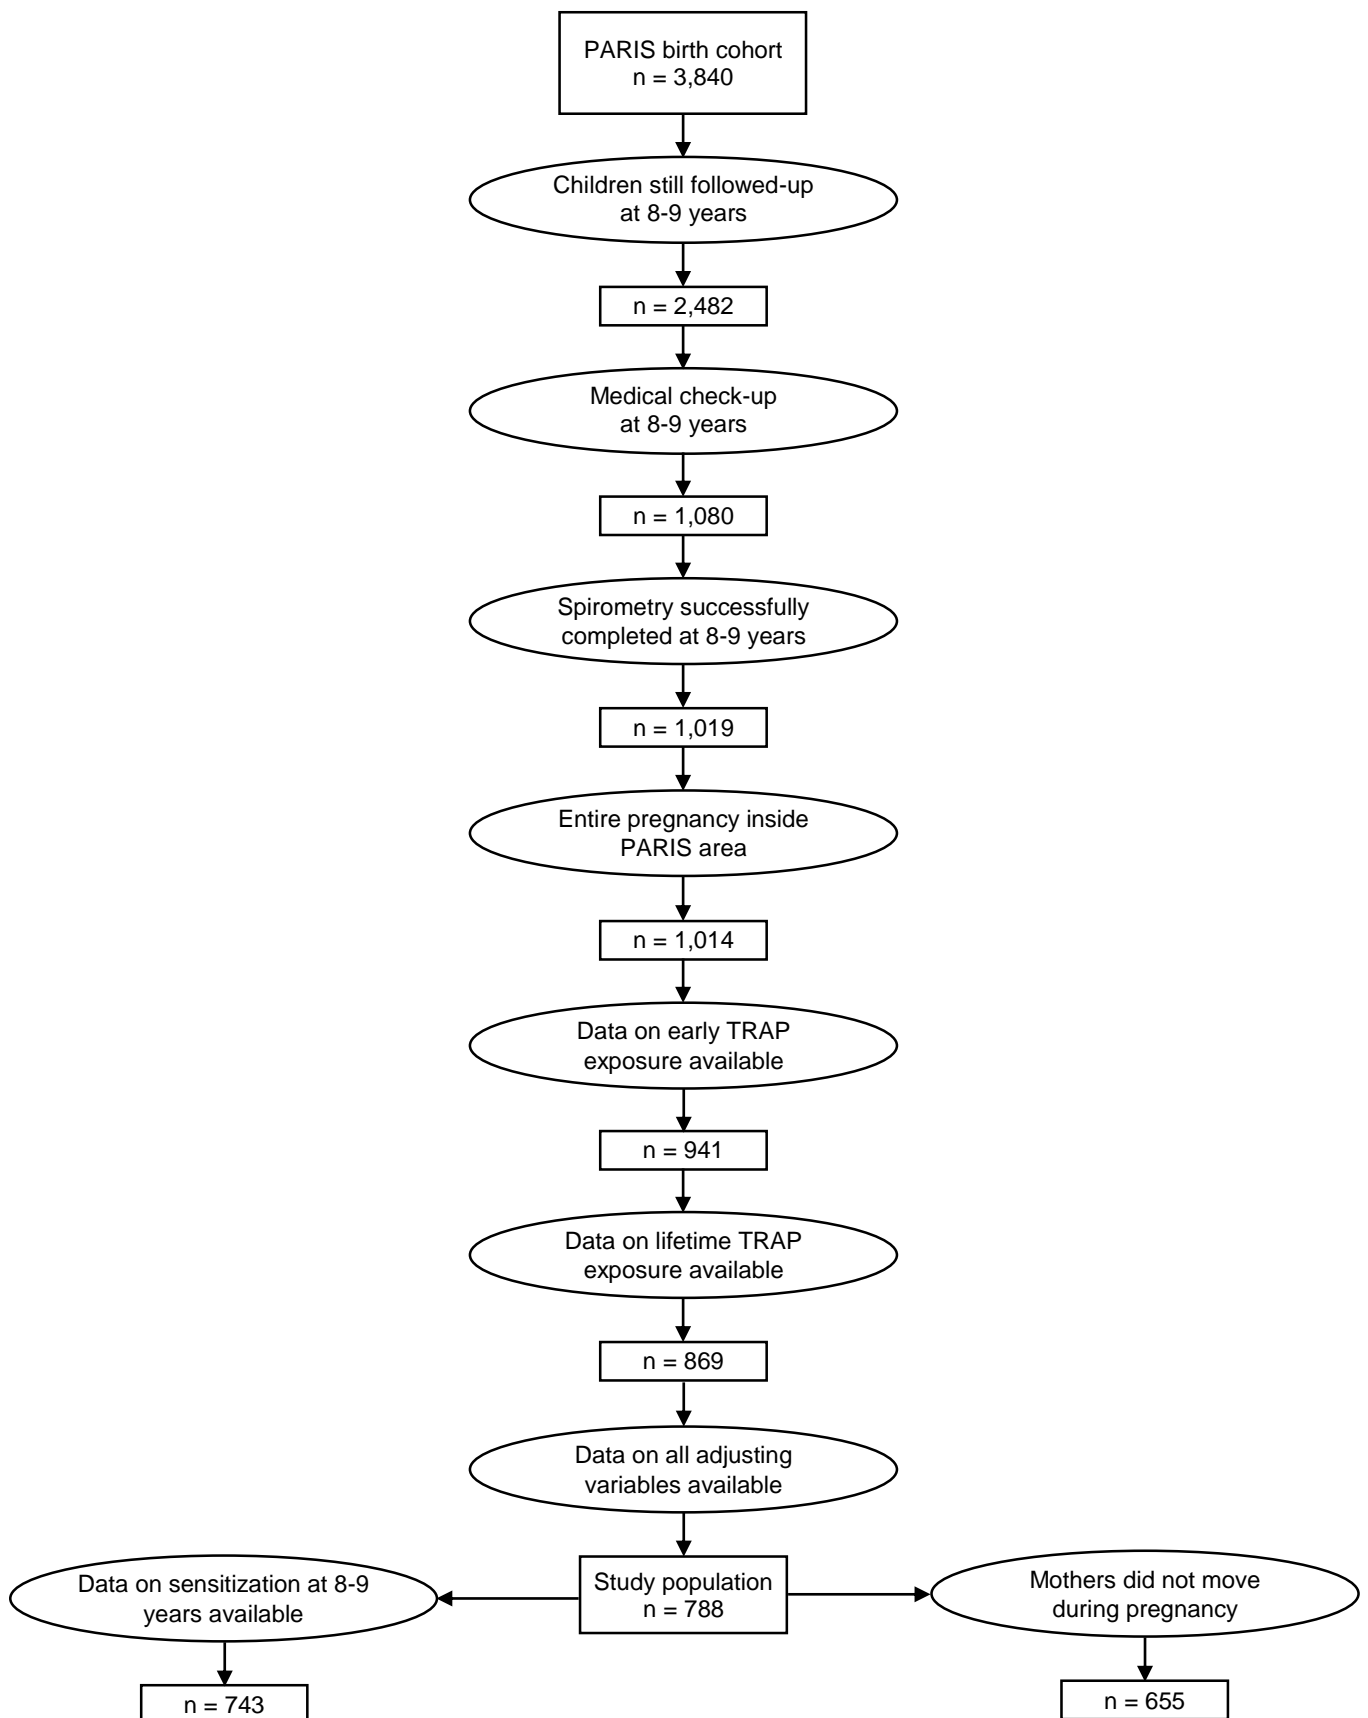 PARIS birth cohort
n = 3,840
Children still followed-up
at 8-9 years
n = 2,482
Medical check-up
at 8-9 years
n = 1,080
Spirometry successfully
completed at 8-9 years
n = 1,019
Entire pregnancy inside
PARIS area
n = 1,014
Data on early TRAP
exposure available
n = 941
Data on lifetime TRAP
exposure available
n = 869
Data on all adjusting
variables available
Data on sensitization at 8-9
years available
Study population
n = 788
Mothers did not move
during pregnancy
n = 743
n = 655